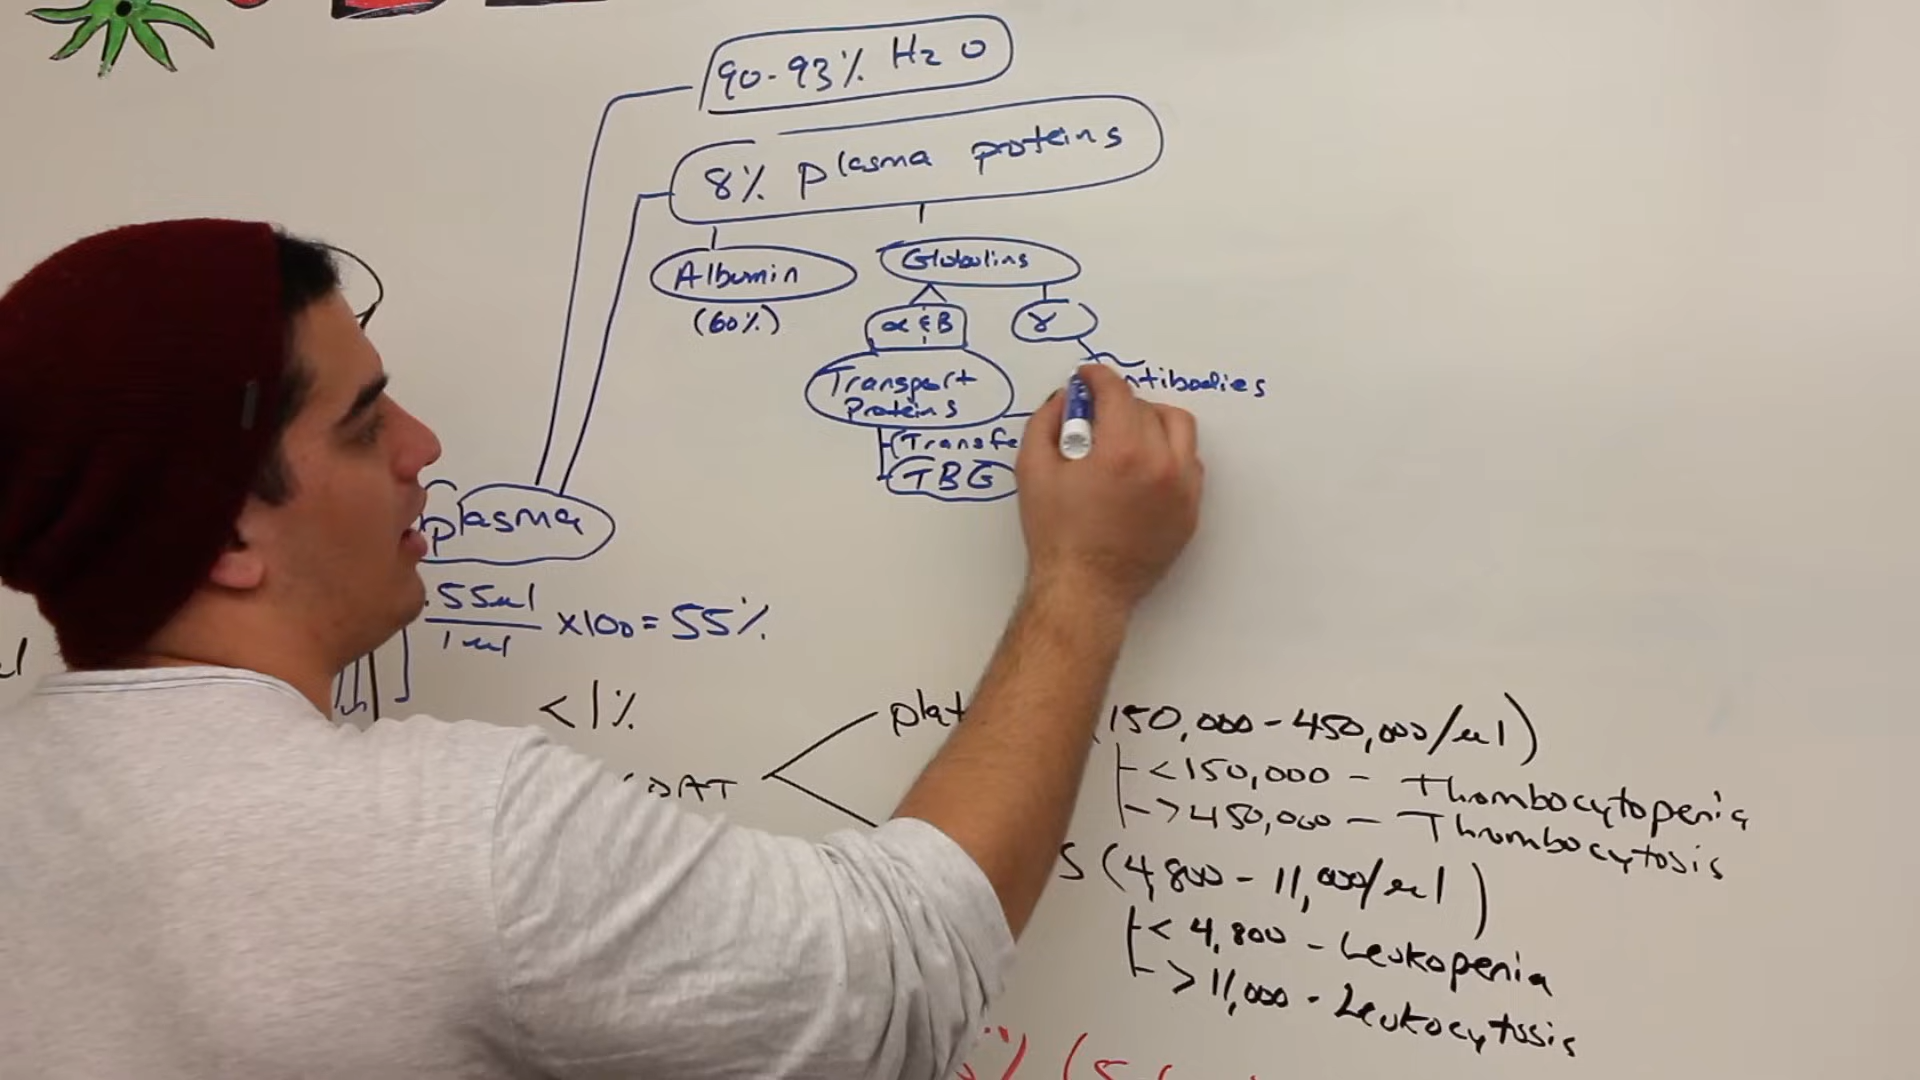 90-93% H2O
8% plasma proteins
Albumin
(60%)
Globulins
α & B
γ
Transport
Proteins
ntibodies
(Transfe
TBG
plasma
.55ml
1ml
x100 = 55%
<1%
plat
(150,000-450,000/ul)
<150,000 - Thombocytopenia
>450,000 - Thrombocytosis
S (4,800-11,000/ul)
< 4,800 - Leukopenia
> 11,000 - Leukocytosis
% (5